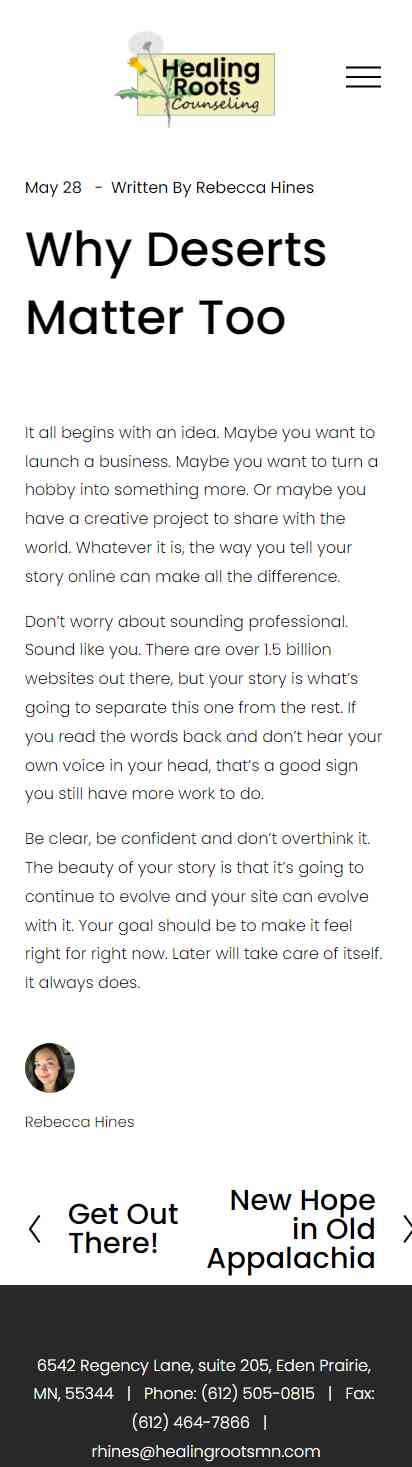 Healing
Roots
Counseling
May 28 - Written By Rebecca Hines
Why Deserts
Matter Too
It all begins with an idea. Maybe you want to
launch a business. Maybe you want to turn a
hobby into something more. Or maybe you
have a creative project to share with the
world. Whatever it is, the way you tell your
story online can make all the difference.
Don’t worry about sounding professional.
Sound like you. There are over 1.5 billion
websites out there, but your story is what’s
going to separate this one from the rest. If
you read the words back and don’t hear your
own voice in your head, that’s a good sign
you still have more work to do.
Be clear, be confident and don’t overthink it.
The beauty of your story is that it’s going to
continue to evolve and your site can evolve
with it. Your goal should be to make it feel
right for right now. Later will take care of itself.
It always does.
Rebecca Hines
Get Out
There!
New Hope
in Old
Appalachia
6542 Regency Lane, suite 205, Eden Prairie,
MN, 55344 | Phone: (612) 505-0815 | Fax:
(612) 464-7866 |
rhines@healingrootsmn.com